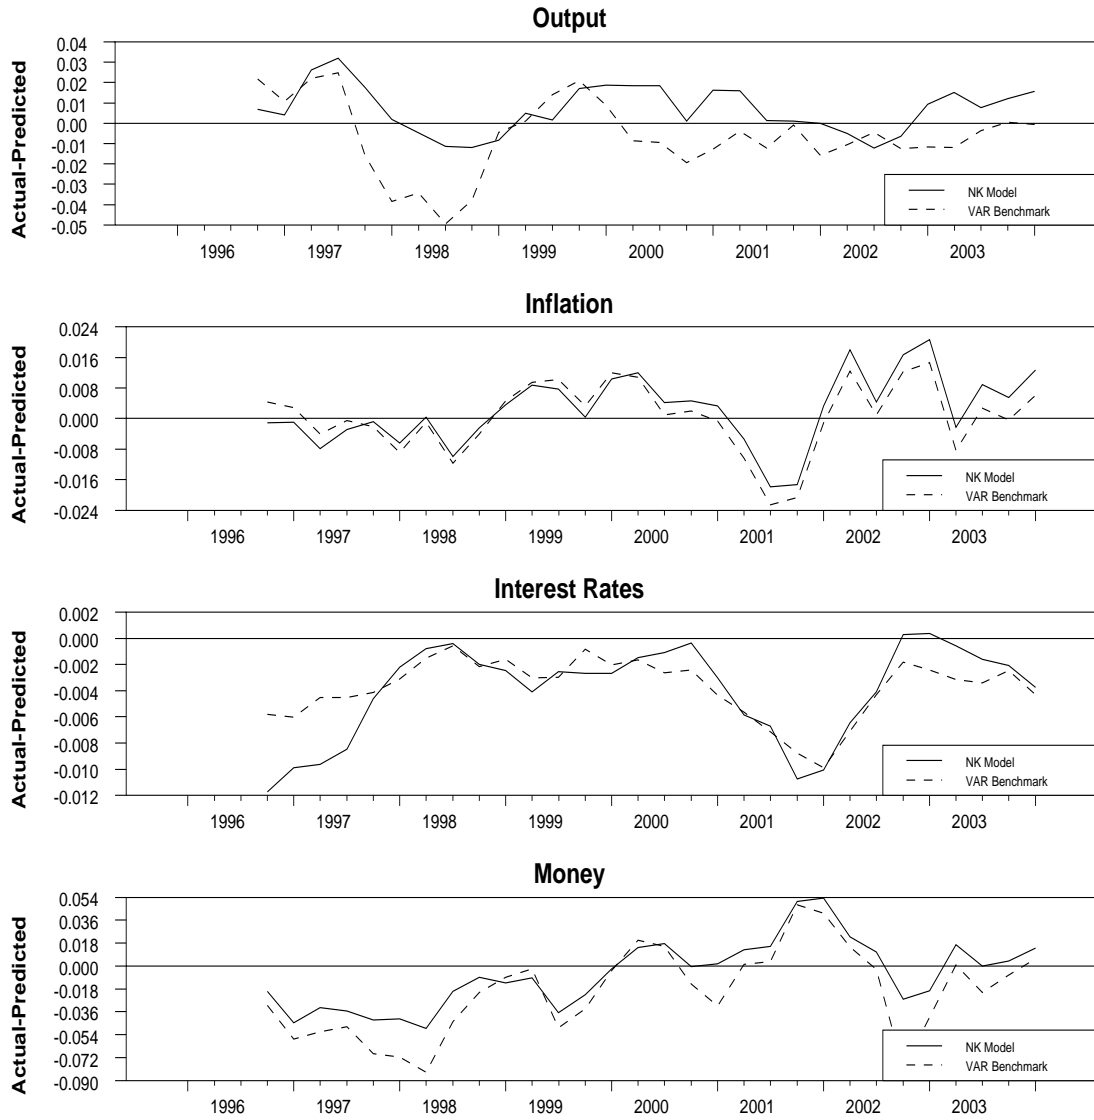 Output
Actual-Predicted
0.04
0.03
0.02
0.01
0.00
-0.01
-0.02
-0.03
-0.04
-0.05
NK Model
VAR Benchmark
1996 1997 1998 1999 2000 2001 2002 2003
Inflation
Actual-Predicted
0.024
0.016
0.008
0.000
-0.008
-0.016
-0.024
NK Model
VAR Benchmark
1996 1997 1998 1999 2000 2001 2002 2003
Interest Rates
Actual-Predicted
0.002
0.000
-0.002
-0.004
-0.006
-0.008
-0.010
-0.012
NK Model
VAR Benchmark
1996 1997 1998 1999 2000 2001 2002 2003
Money
Actual-Predicted
0.054
0.036
0.018
0.000
-0.018
-0.036
-0.054
-0.072
-0.090
NK Model
VAR Benchmark
1996 1997 1998 1999 2000 2001 2002 2003